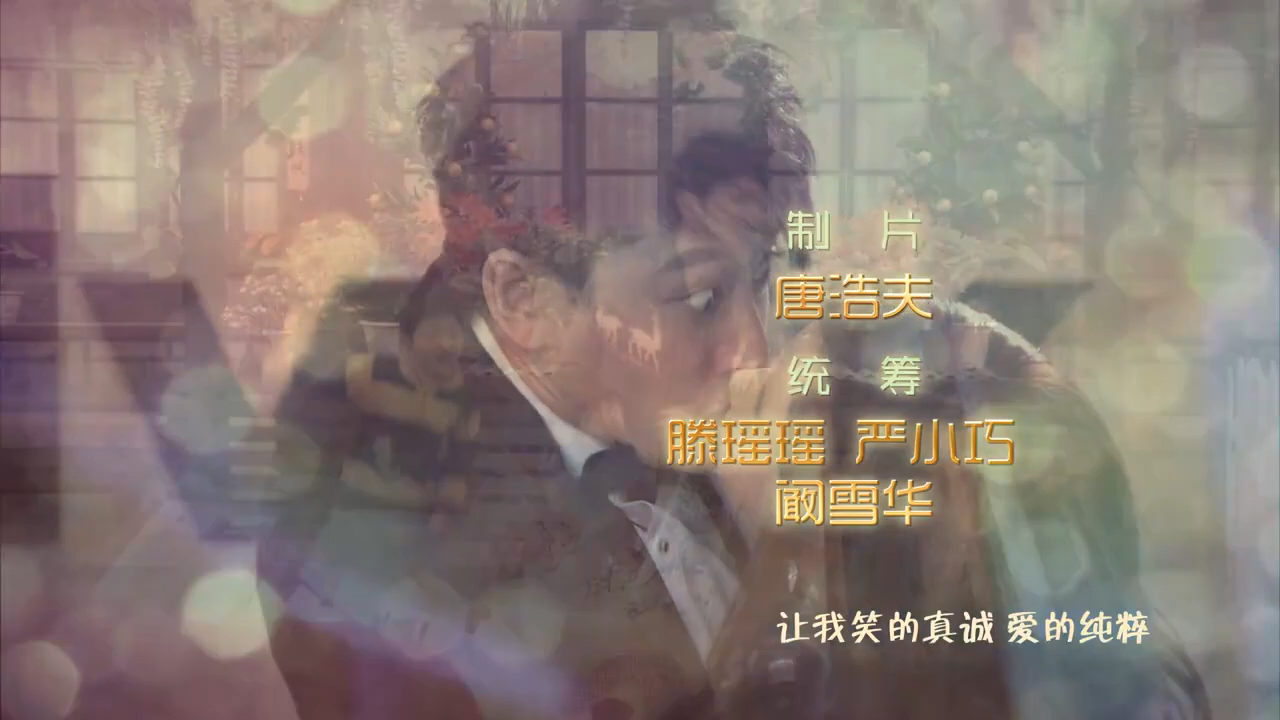 制 片
唐浩夫
统 筹
滕瑶瑶 严小巧
阚雪华
让我笑的真诚 爱的纯粹